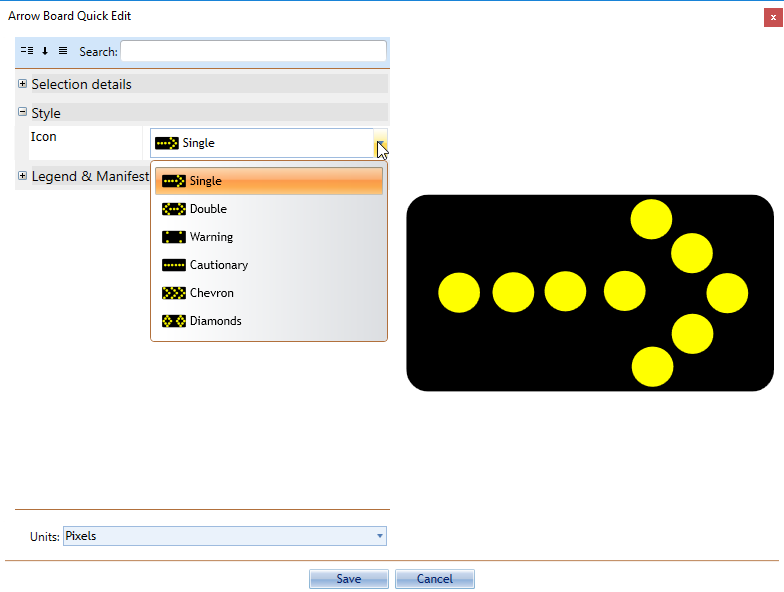 Arrow Board Quick Edit
Search:
Selection details
Style
Icon
Single
Legend & Manifest
Single
Double
Warning
Cautionary
Chevron
Diamonds
Units: Pixels
Save Cancel